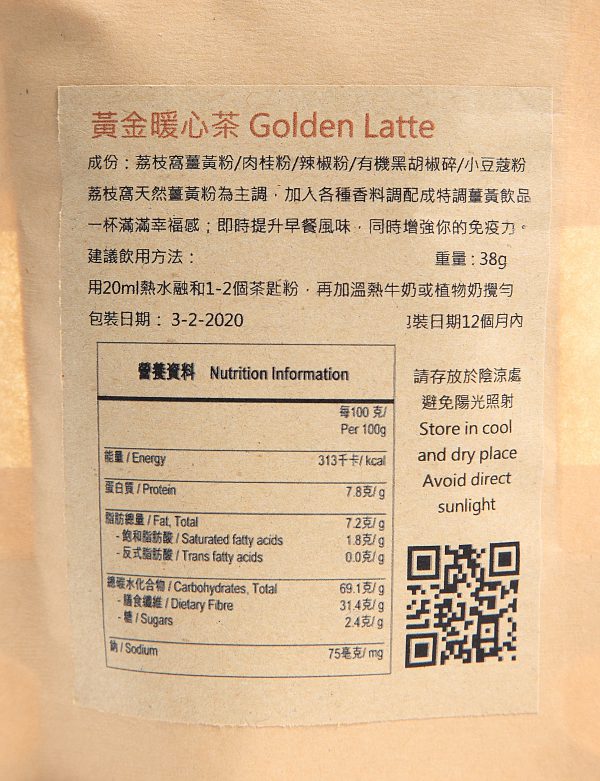 黃金暖心茶 Golden Latte
成份：荔枝窩薑黃粉/肉桂粉/辣椒粉/有機黑胡椒碎/小豆蔻粉
荔枝窩天然薑黃粉為主調，加入各種香料調配成特調薑黃飲品
一杯滿滿幸福感；即時提升早餐風味，同時增強你的免疫力。
建議飲用方法： 重量 : 38g
用20ml熱水融和1-2個茶匙粉，再加溫熱牛奶或植物奶攪勻
包裝日期： 3-2-2020 裝日期12個月內
營養資料 Nutrition Information
每100 克/
Per 100g
能量 / Energy 313千卡/ kcal
蛋白質 / Protein 7.8克/ g
脂肪總量 / Fat, Total 7.2克/ g
- 飽和脂肪酸 / Saturated fatty acids 1.8克/ g
- 反式脂肪酸 / Trans fatty acids 0.0克/ g
總碳水化合物 / Carbohydrates, Total 69.1克/ g
- 膳食纖維 / Dietary Fibre 31.4克/ g
- 糖 / Sugars 2.4克/ g
鈉 / Sodium 75毫克/ mg
請存放於陰涼處
避免陽光照射
Store in cool
and dry place
Avoid direct
sunlight